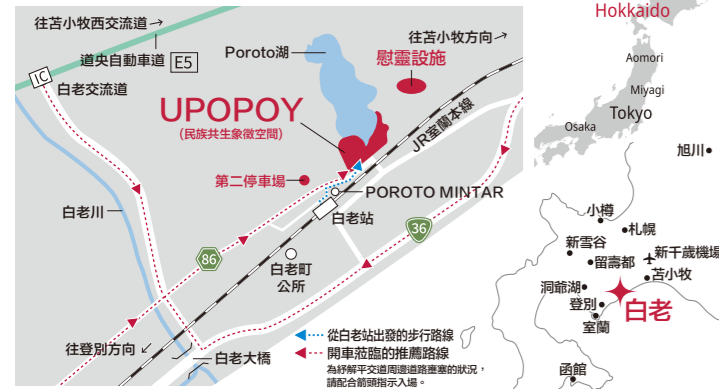 往苫小牧西交流道→
道央自動車道 E5
IC
白老交流道
Poroto湖
往苫小牧方向→
慰靈設施
UPOPOY
(民族共生象徵空間)
JR室蘭本線
第二停車場
POROTO MINTAR
白老站
白老川
86
36
白老町
公所
往登別方向↙
白老大橋
從白老站出發的步行路線
開車蒞臨的推薦路線
為紓解平交道周邊道路壅塞的狀況，
請配合箭頭指示入場。
Hokkaido
Aomori
Miyagi
Tokyo
Osaka
旭川
小樽
札幌
新雪谷
留壽都
新千歲機場
洞爺湖
苫小牧
登別
白老
室蘭
函館